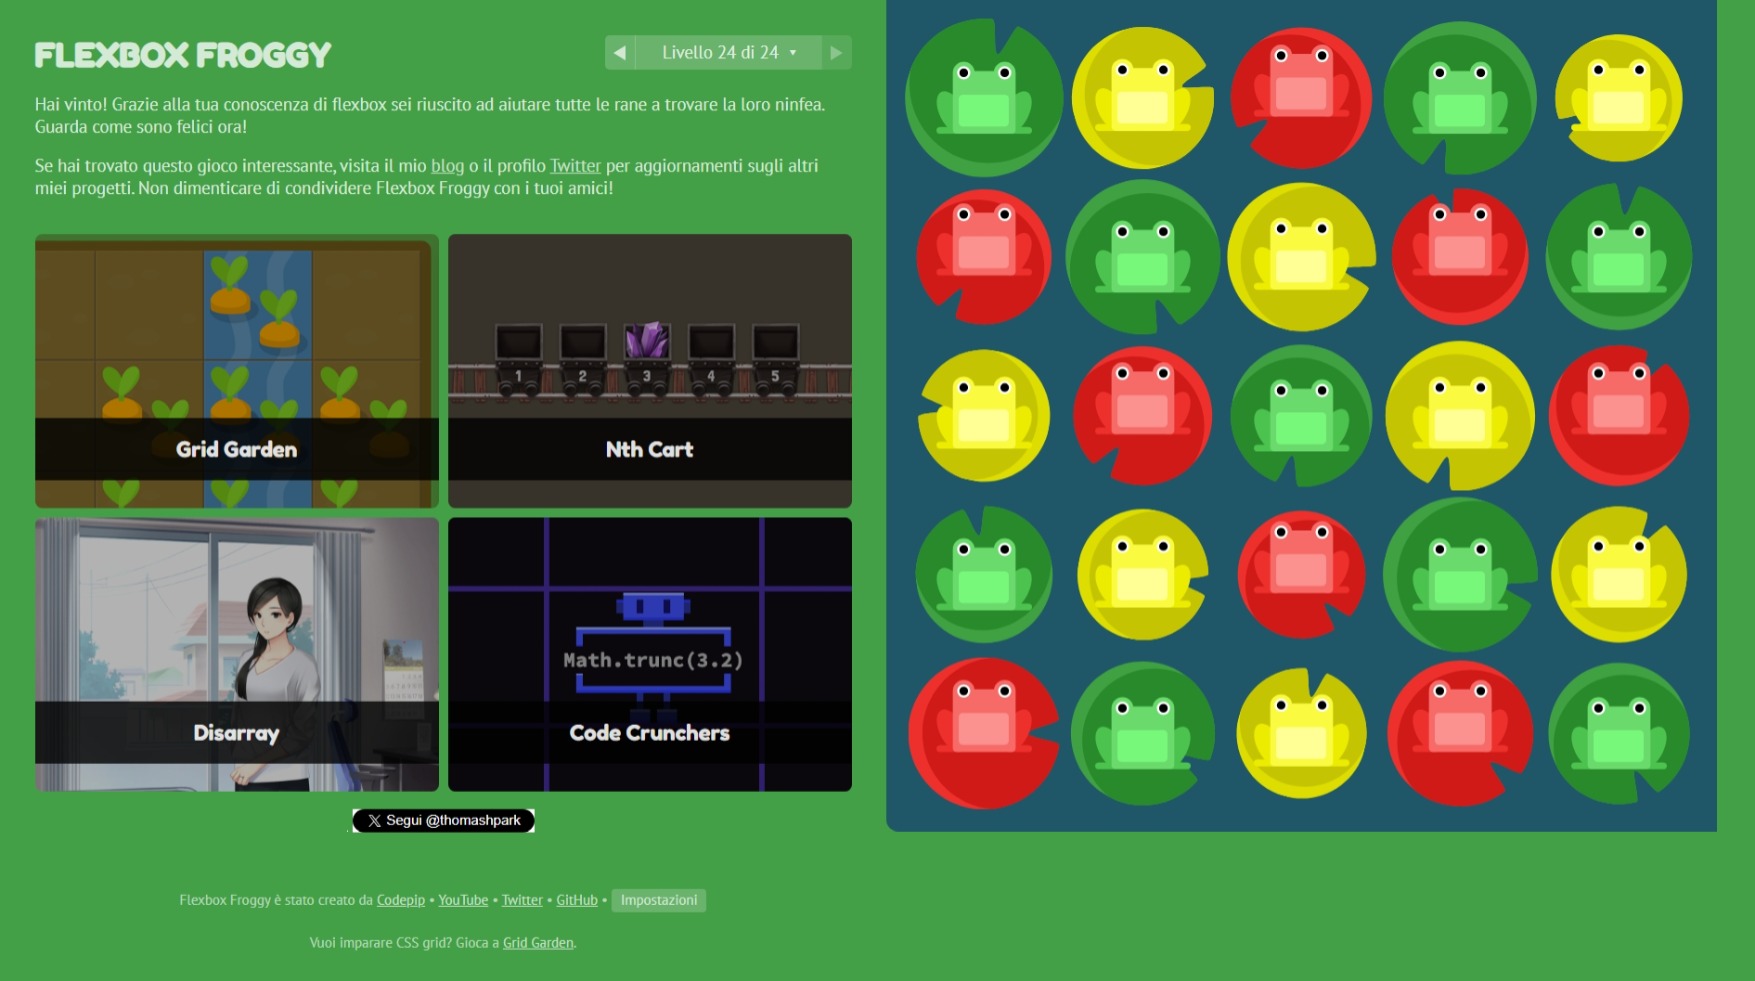 FLEXBOX FROGGY
Livello 24 di 24
Hai vinto! Grazie alla tua conoscenza di flexbox sei riuscito ad aiutare tutte le rane a trovare la loro ninfea.
Guarda come sono felici ora!
Se hai trovato questo gioco interessante, visita il mio blog o il profilo Twitter per aggiornamenti sugli altri
miei progetti. Non dimenticare di condividere Flexbox Froggy con i tuoi amici!
1 2 3 4 5
Grid Garden
Nth Cart
Math.trunc(3.2)
Disarray
Code Crunchers
Segui @thomashpark
Flexbox Froggy è stato creato da Codepip • YouTube • Twitter • GitHub • Impostazioni
Vuoi imparare CSS grid? Gioca a Grid Garden.